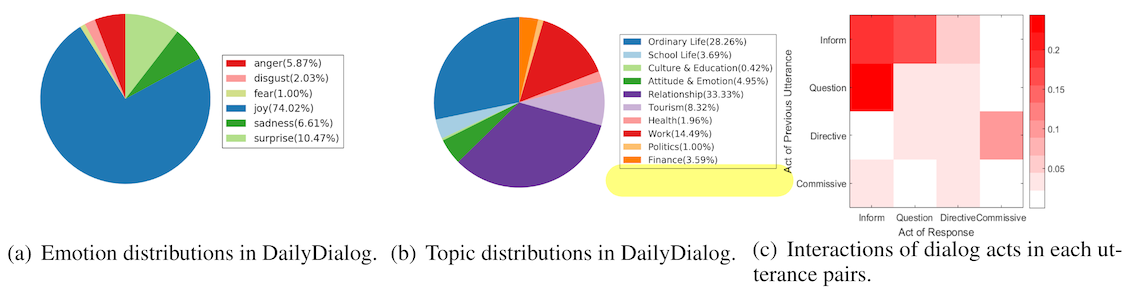 anger(5.87%)
disgust(2.03%)
fear(1.00%)
joy(74.02%)
sadness(6.61%)
surprise(10.47%)
(a) Emotion distributions in DailyDialog.
Ordinary Life(28.26%)
School Life(3.69%)
Culture & Education(0.42%)
Attitude & Emotion(4.95%)
Relationship(33.33%)
Tourism(8.32%)
Health(1.96%)
Work(14.49%)
Politics(1.00%)
Finance(3.59%)
(b) Topic distributions in DailyDialog.
Act of Previous Utterance
Inform
Question
Directive
Commissive
Inform Question Directive Commissive
Act of Response
0.2
0.15
0.1
0.05
(c) Interactions of dialog acts in each ut-
terance pairs.